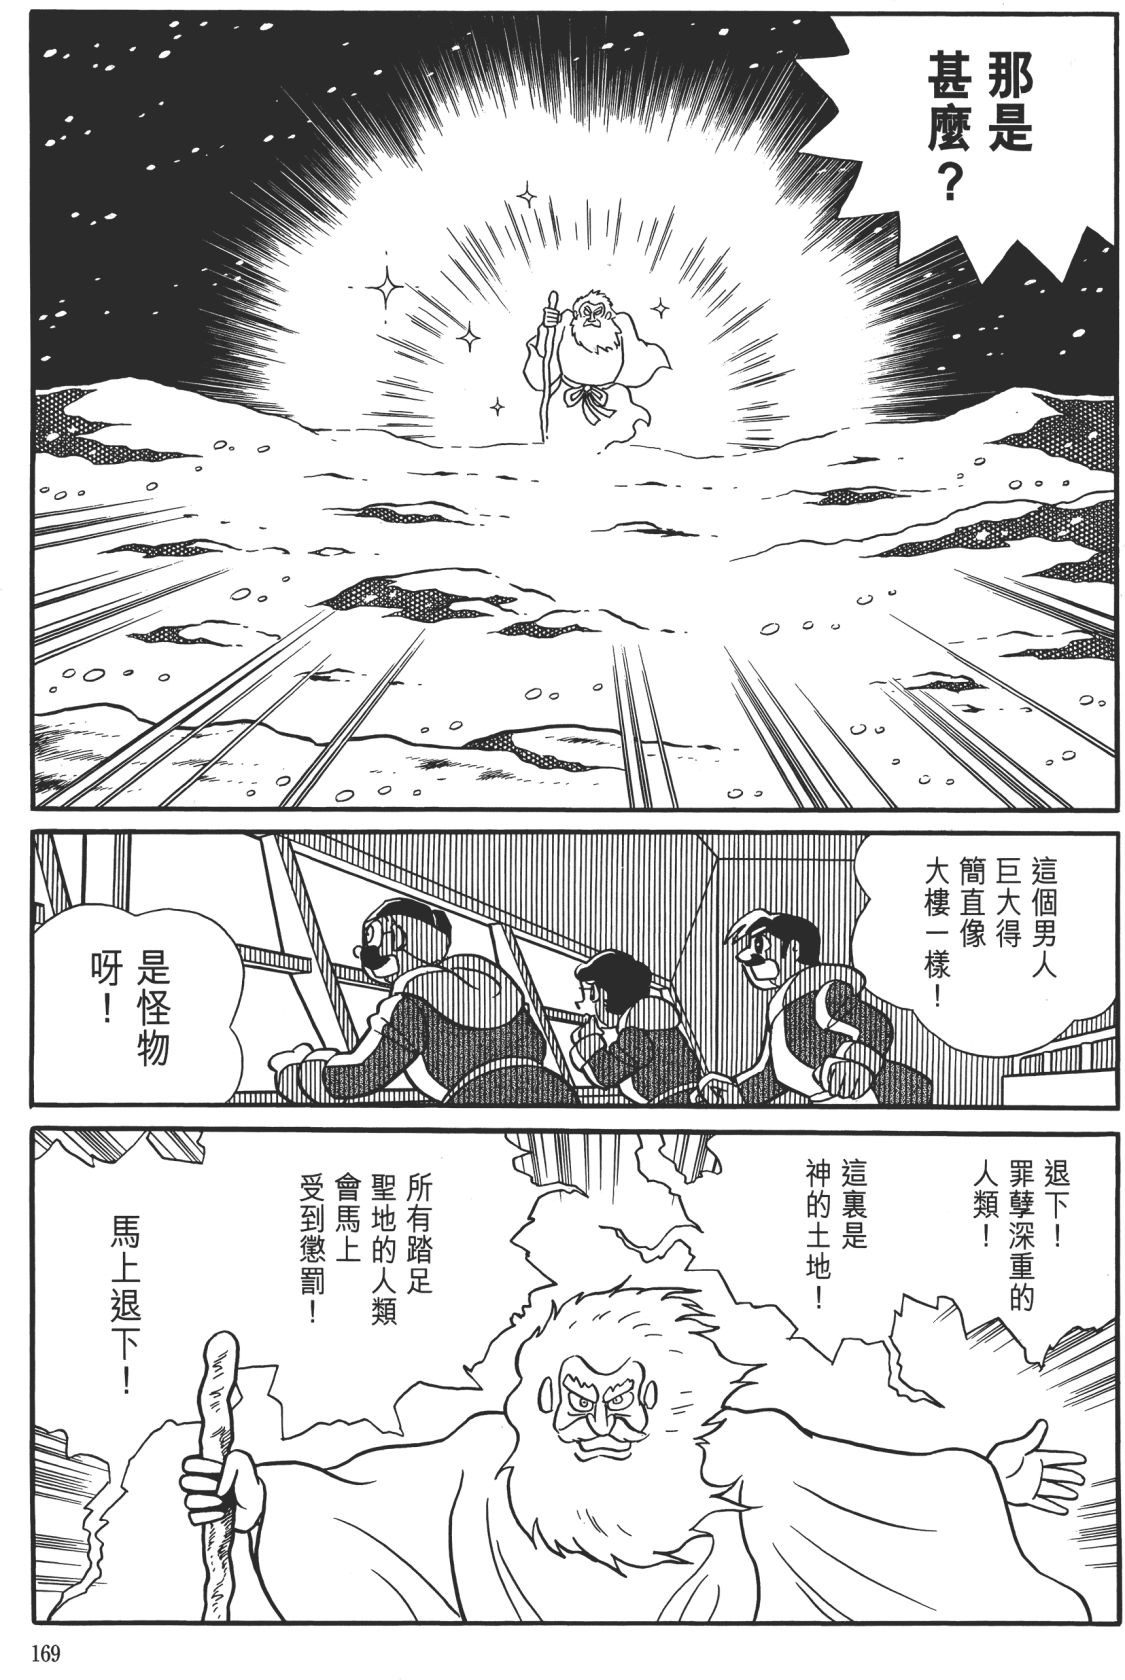 那是
甚麼？
這個男人
巨大得
簡直像
大樓一樣！
是怪物
呀！
退下！
罪孽深重的
人類！
這裏是
神的土地！
所有踏足
聖地的人類
會馬上
受到懲罰！
馬上退下！
169